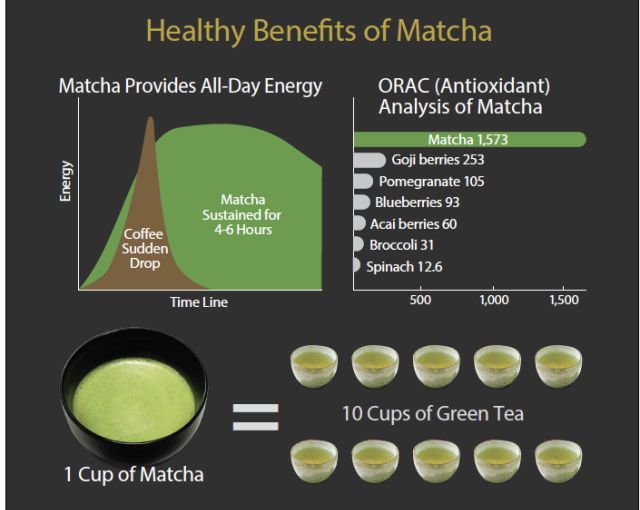 Healthy Benefits of Matcha
Matcha Provides All-Day Energy
Energy
Coffee
Sudden
Drop
Matcha
Sustained for
4-6 Hours
Time Line
ORAC (Antioxidant)
Analysis of Matcha
Matcha 1,573
Goji berries 253
Pomegranate 105
Blueberries 93
Acai berries 60
Broccoli 31
Spinach 12.6
500 1,000 1,500
1 Cup of Matcha
=
10 Cups of Green Tea